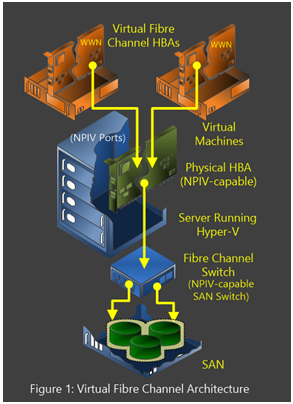 Virtual Fibre
Channel HBAs
WWN
WWN
Virtual
Machines
(NPIV Ports)
Physical HBA
(NPIV-capable)
Server Running
Hyper-V
Fibre Channel
Switch
(NPIV-capable
SAN Switch)
SAN
Figure 1: Virtual Fibre Channel Architecture